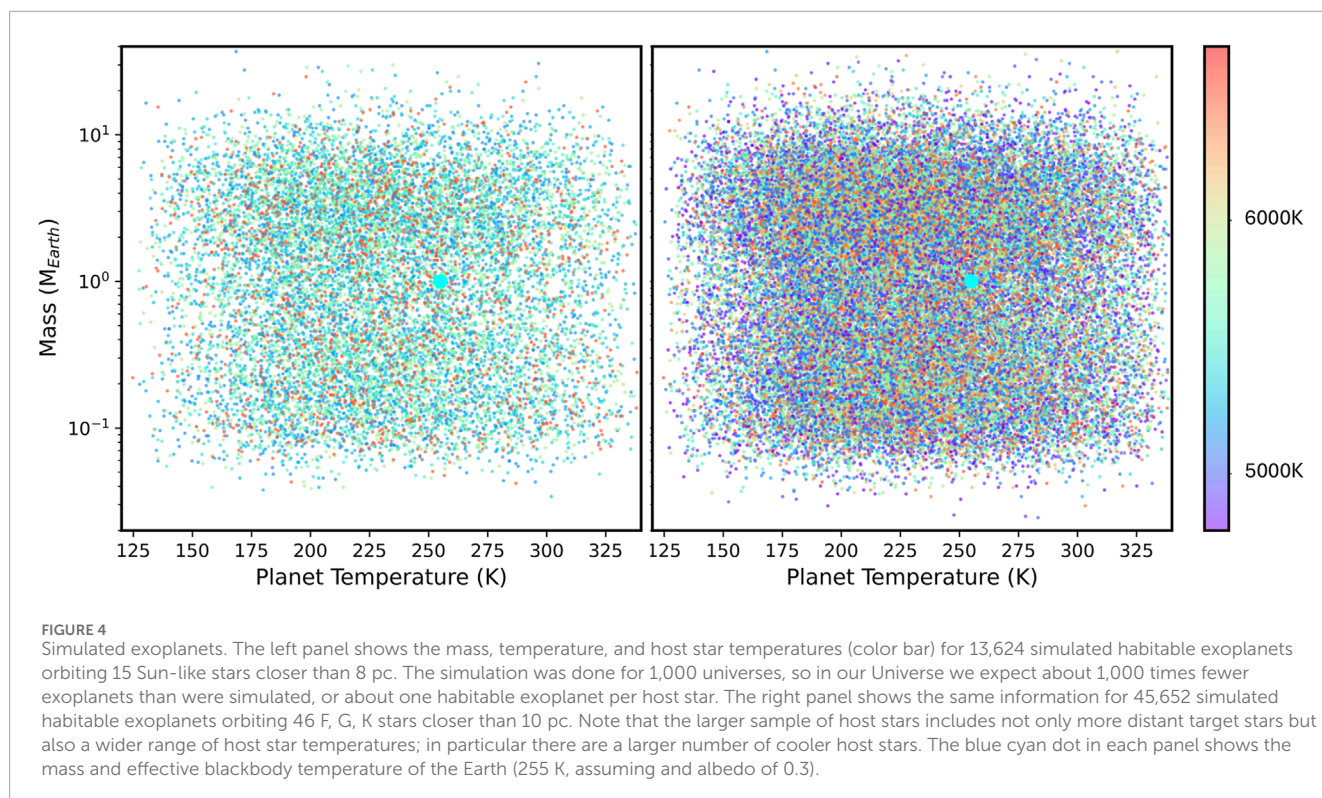 10¹
10⁰
10⁻¹
Mass (M_Earth)
125 150 175 200 225 250 275 300 325
Planet Temperature (K)
125 150 175 200 225 250 275 300 325
Planet Temperature (K)
6000K
5000K
FIGURE 4
Simulated exoplanets. The left panel shows the mass, temperature, and host star temperatures (color bar) for 13,624 simulated habitable exoplanets
orbiting 15 Sun-like stars closer than 8 pc. The simulation was done for 1,000 universes, so in our Universe we expect about 1,000 times fewer
exoplanets than were simulated, or about one habitable exoplanet per host star. The right panel shows the same information for 45,652 simulated
habitable exoplanets orbiting 46 F, G, K stars closer than 10 pc. Note that the larger sample of host stars includes not only more distant target stars but
also a wider range of host star temperatures; in particular there are a larger number of cooler host stars. The blue cyan dot in each panel shows the
mass and effective blackbody temperature of the Earth (255 K, assuming and albedo of 0.3).